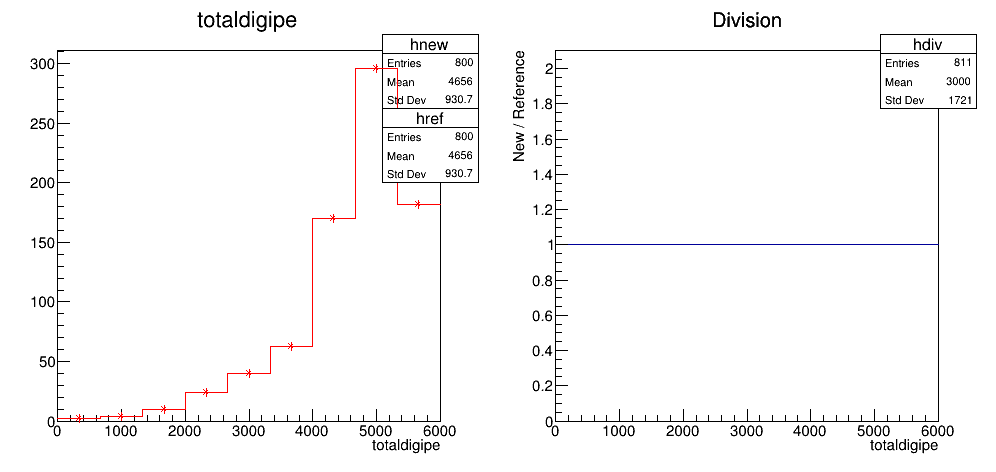 totaldigipe
hnew
Entries 800
Mean 4656
Std Dev 930.7
href
Entries 800
Mean 4656
Std Dev 930.7
300
250
200
150
100
50
0
0 1000 2000 3000 4000 5000 6000
totaldigipe
Division
hdiv
Entries 811
Mean 3000
Std Dev 1721
New / Reference
2
1.8
1.6
1.4
1.2
1
0.8
0.6
0.4
0.2
0
0 1000 2000 3000 4000 5000 6000
totaldigipe